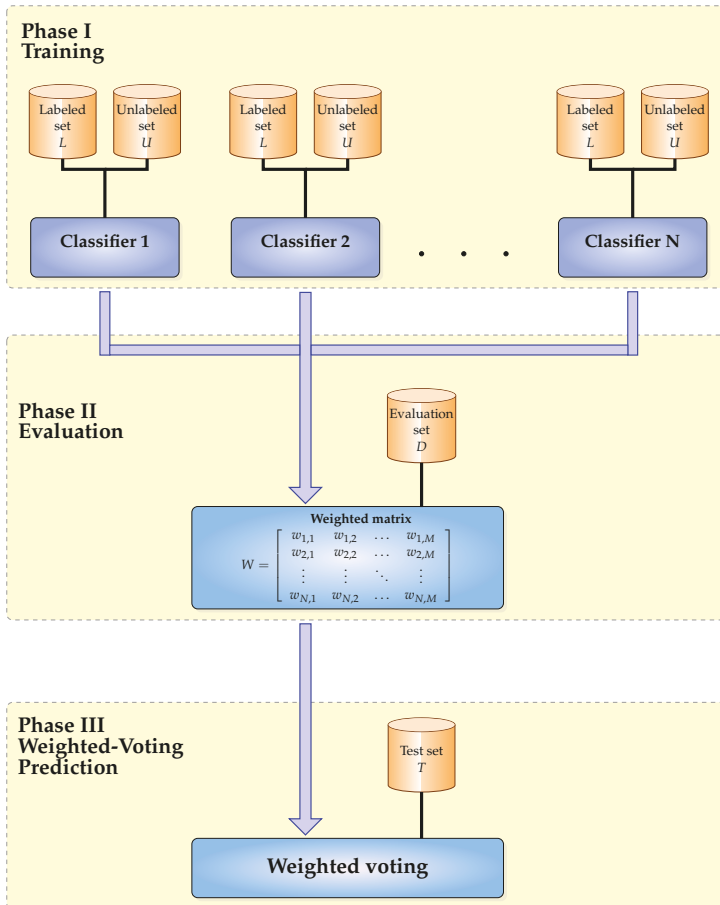 Phase I
Training
Labeled
set
L
Unlabeled
set
U
Labeled
set
L
Unlabeled
set
U
Labeled
set
L
Unlabeled
set
U
Classifier 1
Classifier 2
. . .
Classifier N
Phase II
Evaluation
Evaluation
set
D
Weighted matrix
W =
w1,1 w1,2 … w1,M
w2,1 w2,2 … w2,M
⋮ ⋮ ⋱ ⋮
wN,1 wN,2 … wN,M
Phase III
Weighted-Voting
Prediction
Test set
T
Weighted voting